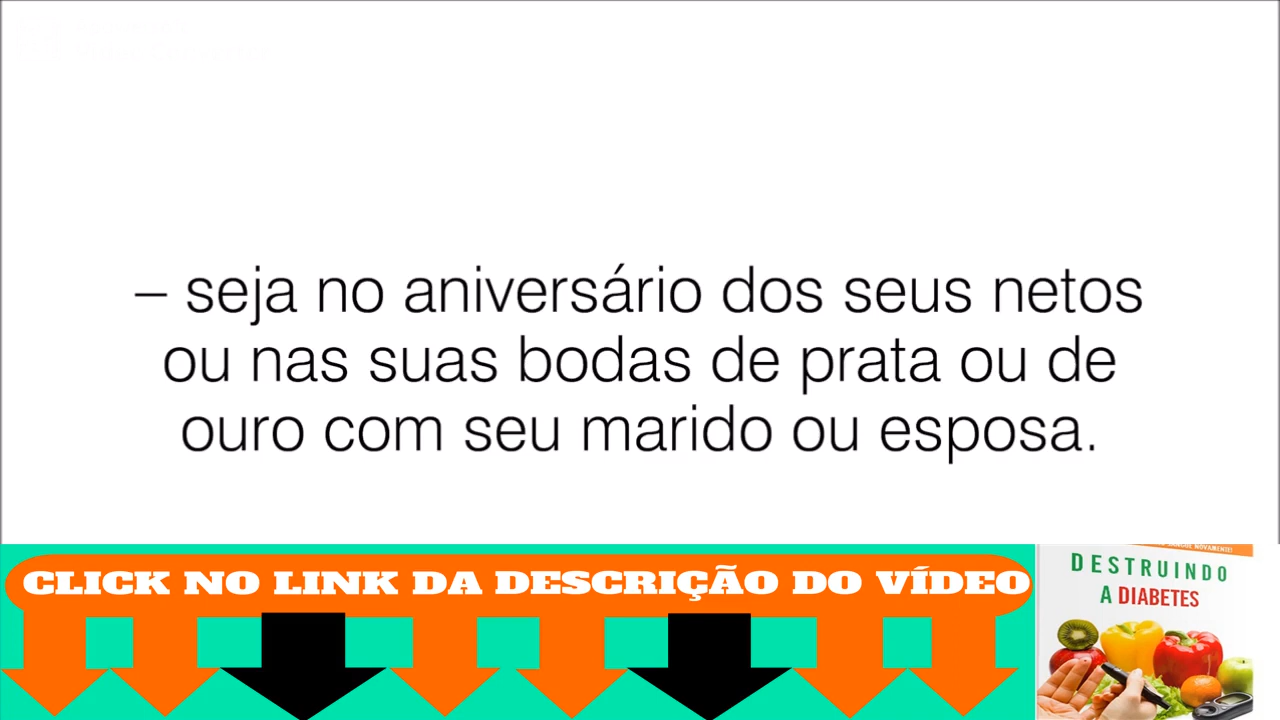 – seja no aniversário dos seus netos
ou nas suas bodas de prata ou de
ouro com seu marido ou esposa.
CLICK NO LINK DA DESCRIÇÃO DO VÍDEO
NOVAMENTE!
DESTRUINDO
A DIABETES